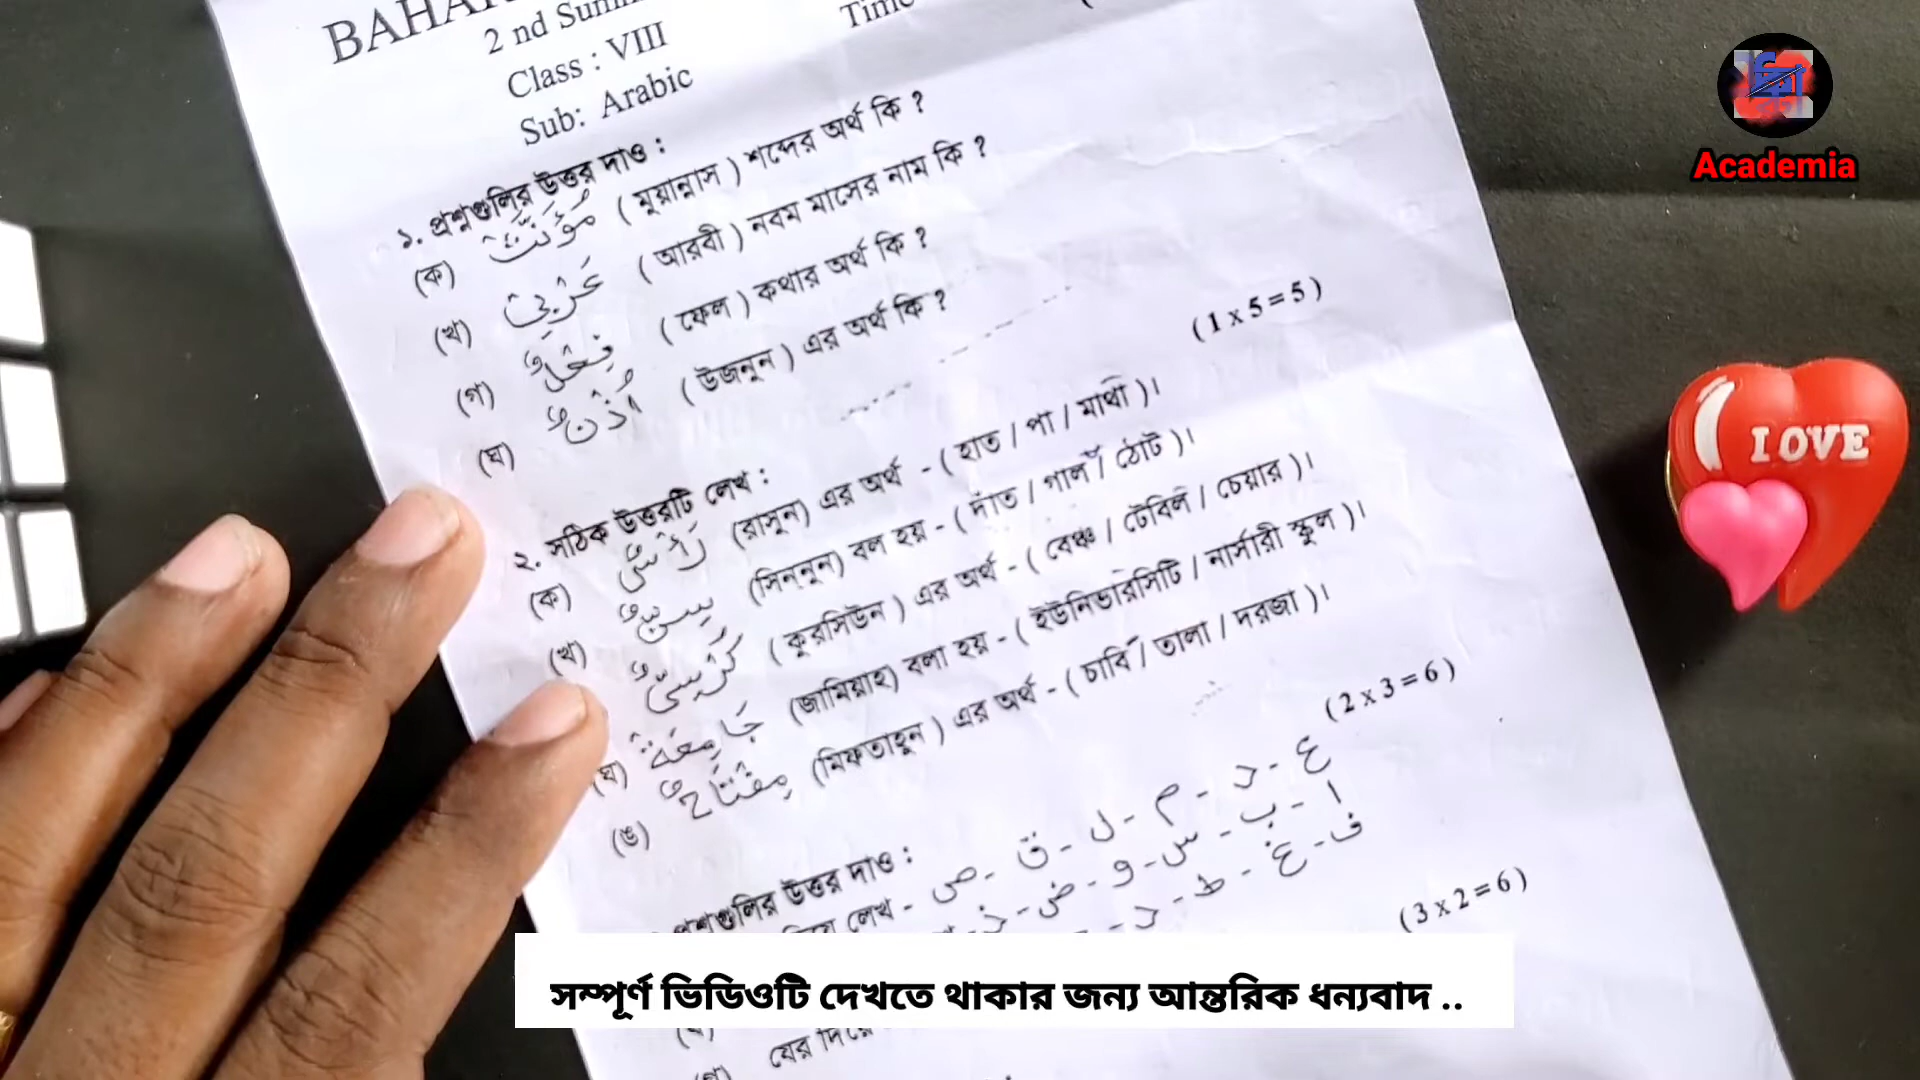 2 nd
Class : VIII
Sub: Arabic
১. প্রশ্নগুলির উত্তর দাও :
(ক) مُؤَنَّثٌ ( মুয়ান্নাস ) শব্দের অর্থ কি ?
(খ) عَرَبِيٌ ( আরবী ) নবম মাসের নাম কি ?
(গ) فِعْلٌ ( ফেল ) কথার অর্থ কি ?
(ঘ) اُذُنٌ ( উজনুন ) এর অর্থ কি ?
( 1 x 5 = 5 )
২. সঠিক উত্তরটি লেখ :
(ক) رَأْسٌ (রাসুন) এর অর্থ - ( হাত / পা / মাথা )।
(খ) (সিন্নুন) বল হয় - ( দাঁত / গাল / ঠোঁট )।
كُرْسِيٌّ ( কুরসিউন ) এর অর্থ - ( বেঞ্চ / টেবিল / চেয়ার )।
(ঘ) جَامِعَةٌ (জামিয়াহ) বলা হয় - ( ইউনিভারসিটি / নার্সারী স্কুল )।
(ঙ) مِفْتَاحٌ (মিফতাহুন ) এর অর্থ - ( চাবি / তালা / দরজা )।
( 2 x 3 = 6 )
প্রশ্নগুলির উত্তর দাও :
লেখ - ص - ق - ل - م - د - ع
ض - و - س - ب - ا
د - ط - غ - ف
( 3 x 2 = 6 )
যের দিয়ে
Academia
I OVE
সম্পূর্ণ ভিডিওটি দেখতে থাকার জন্য আন্তরিক ধন্যবাদ ..